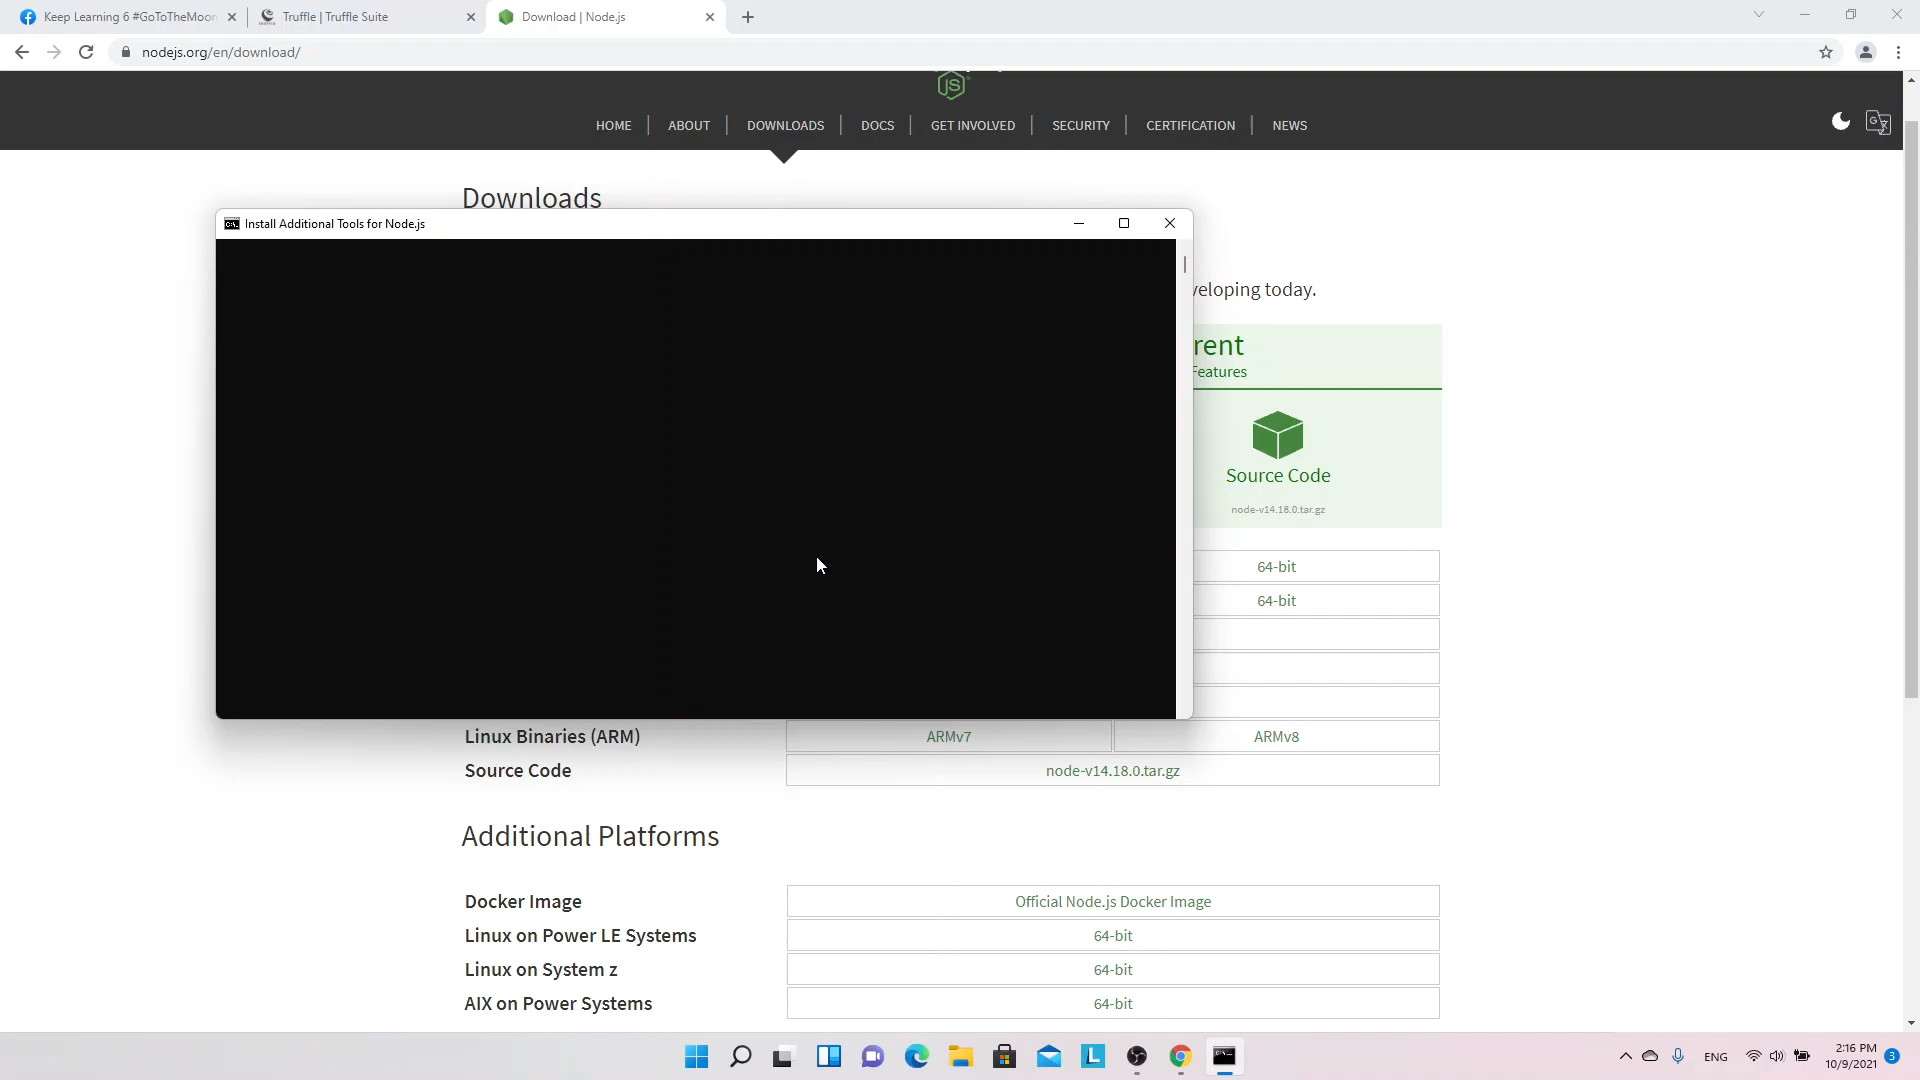 Keep Learning 6 #GoToTheMoon
Truffle | Truffle Suite
Download | Node.js
nodejs.org/en/download/
JS
HOME
ABOUT
DOWNLOADS
DOCS
GET INVOLVED
SECURITY
CERTIFICATION
NEWS
Downloads
Install Additional Tools for Node.js
veloping today.
rent
Features
Source Code
node-v14.18.0.tar.gz
64-bit
64-bit
Linux Binaries (ARM)
ARMv7
ARMv8
Source Code
node-v14.18.0.tar.gz
Additional Platforms
Docker Image
Official Node.js Docker Image
Linux on Power LE Systems
64-bit
Linux on System z
64-bit
AIX on Power Systems
64-bit
ENG
2:16 PM
10/9/2021
3